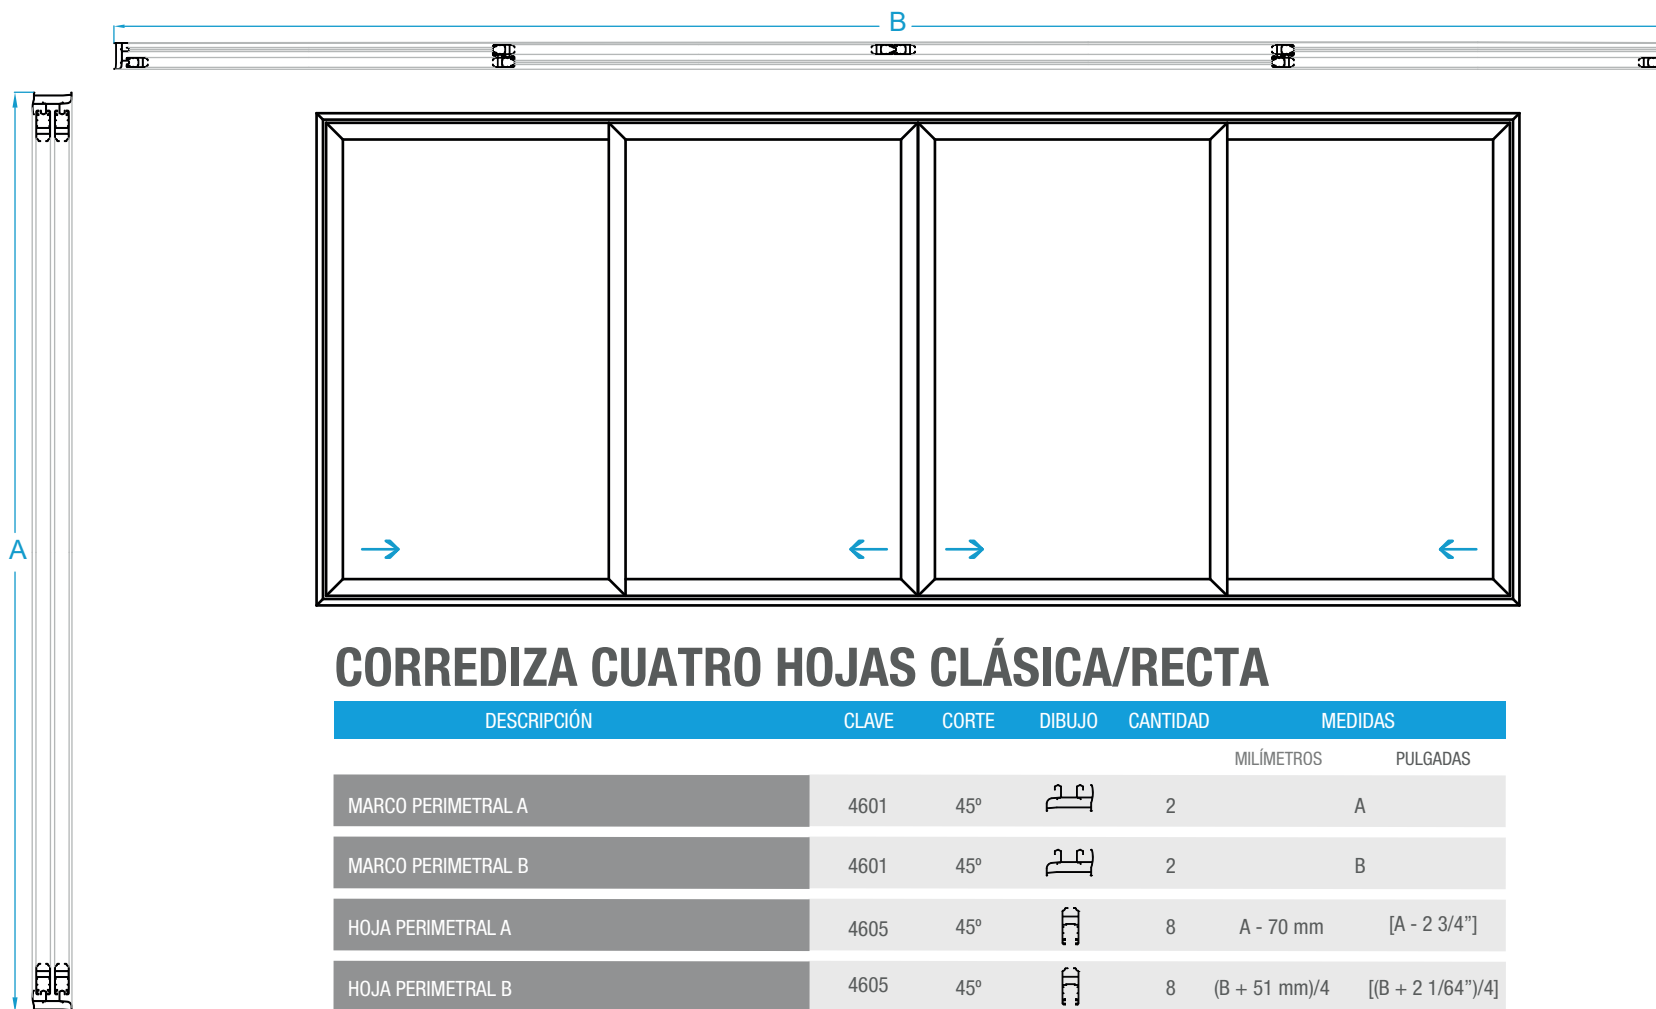 B
A
CORREDIZA CUATRO HOJAS CLÁSICA/RECTA
DESCRIPCIÓN CLAVE CORTE DIBUJO CANTIDAD MEDIDAS
MILÍMETROS PULGADAS
MARCO PERIMETRAL A 4601 45º 2 A
MARCO PERIMETRAL B 4601 45º 2 B
HOJA PERIMETRAL A 4605 45º 8 A - 70 mm [A - 2 3/4”]
HOJA PERIMETRAL B 4605 45º 8 (B + 51 mm)/4 [(B + 2 1/64”)/4]